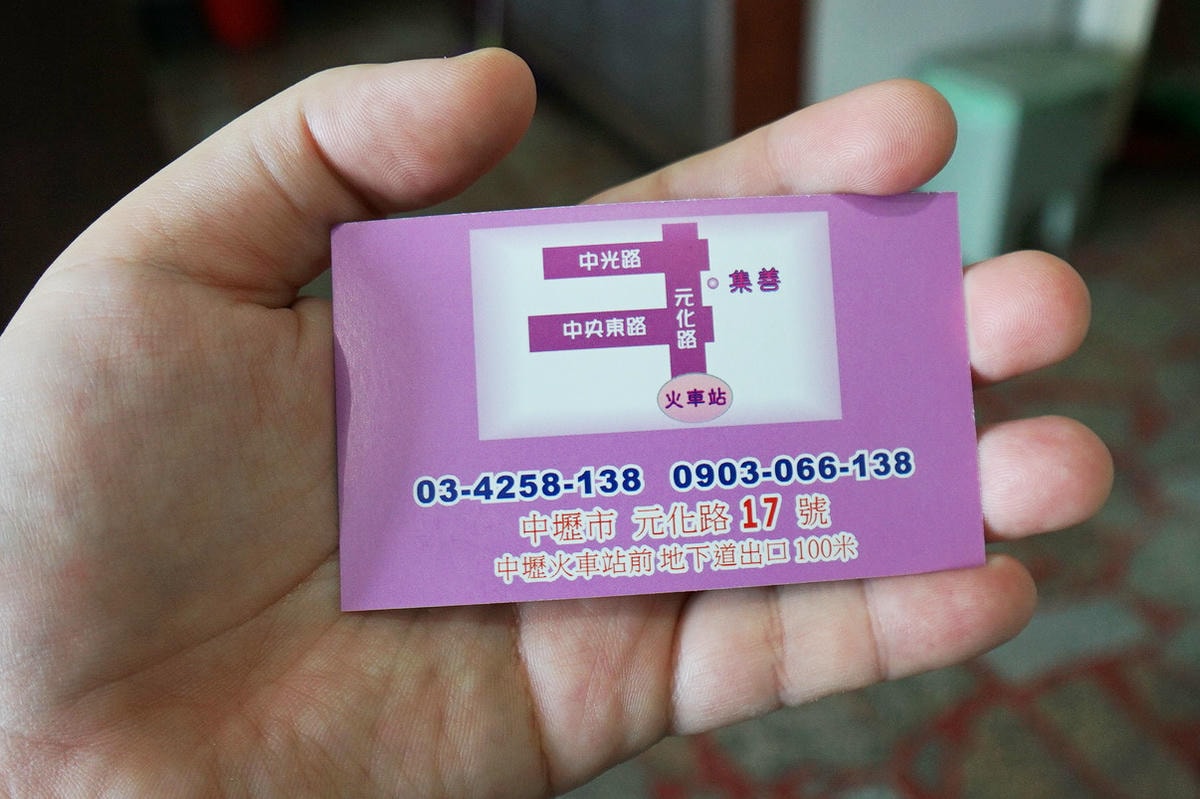 中光路
集善
元化路
中央東路
火車站
03-4258-138 0903-066-138
中壢市 元化路 17 號
中壢火車站前 地下道出口 100米